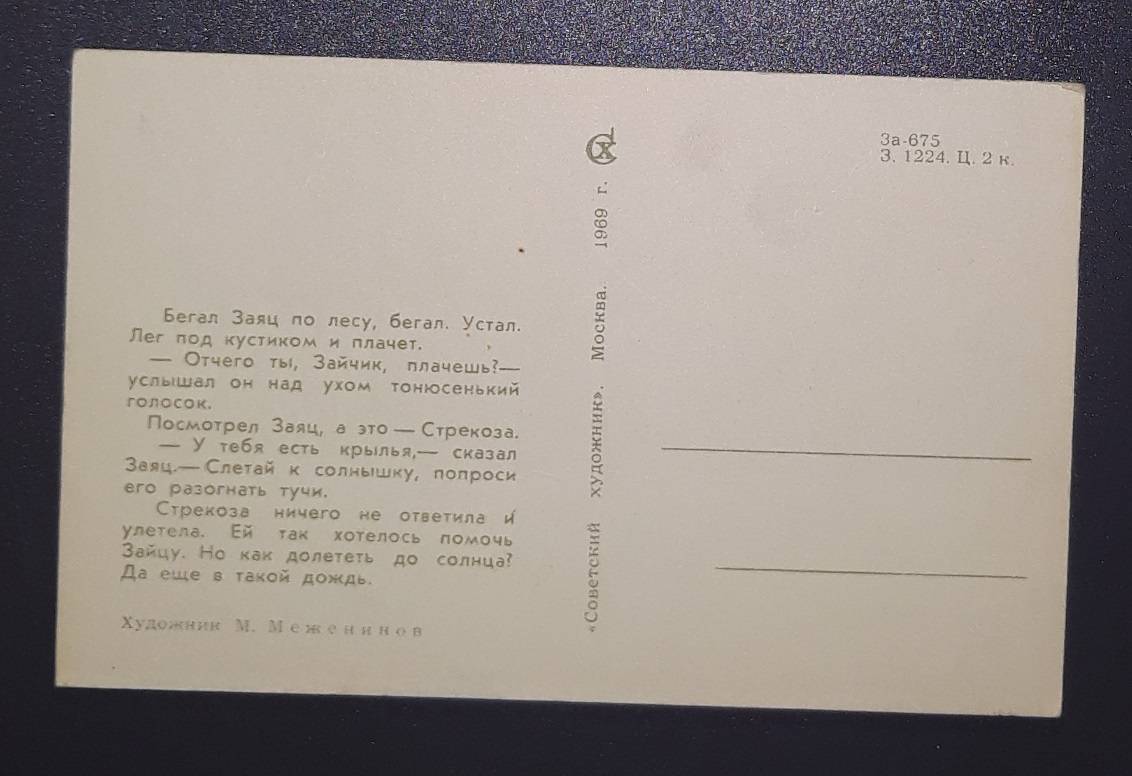 Бегал Заяц по лесу, бегал. Устал.
Лег под кустиком и плачет.
— Отчего ты, Зайчик, плачешь?—
услышал он над ухом тонюсенький
голосок.
Посмотрел Заяц, а это — Стрекоза.
— У тебя есть крылья,— сказал
Заяц.— Слетай к солнышку, попроси
его разогнать тучи.
Стрекоза ничего не ответила и
улетела. Ей так хотелось помочь
Зайцу. Но как долететь до солнца?
Да еще в такой дождь.
Художник М. Меженинов
«Советский художник». Москва. 1969 г.
СХ
За-675
З. 1224. Ц. 2 к.